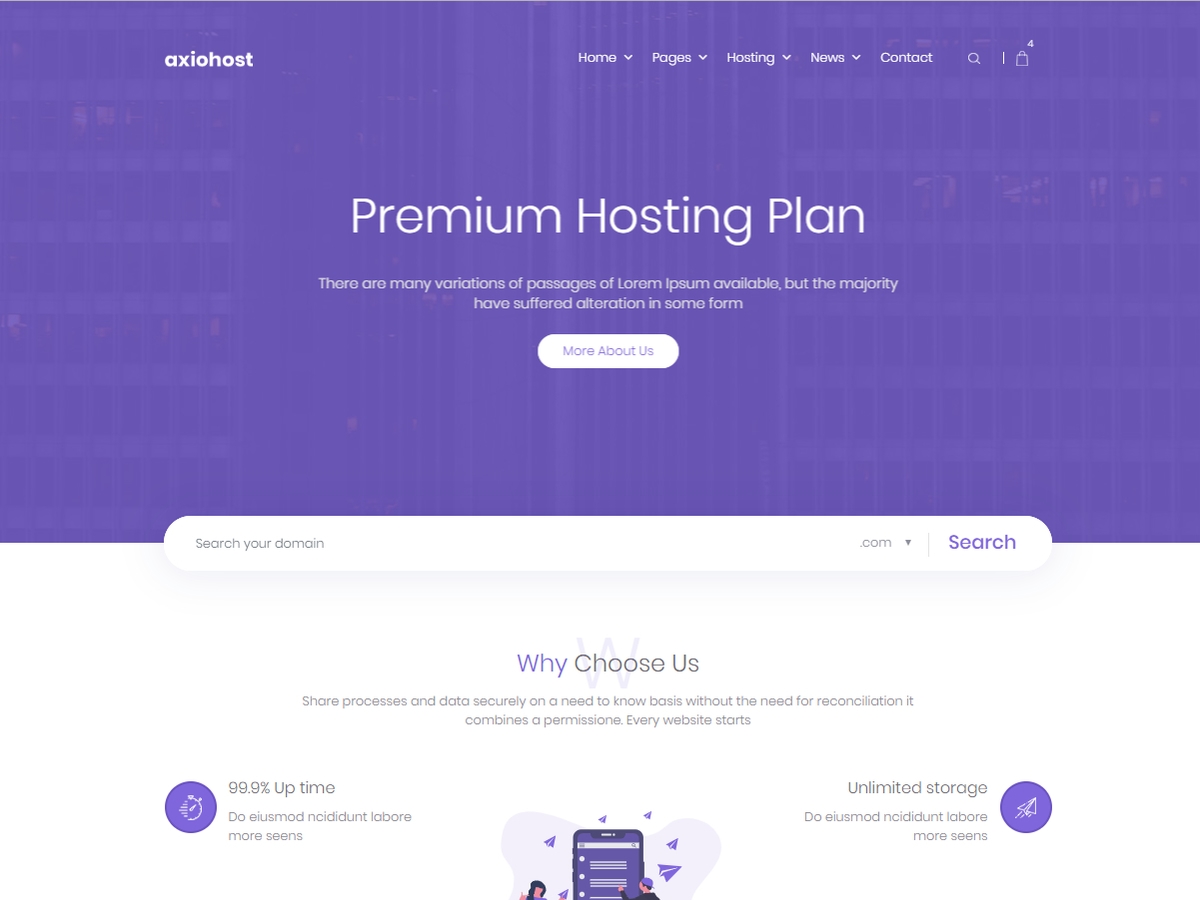 axiohost
Home Pages Hosting News Contact 4
Premium Hosting Plan
There are many variations of passages of Lorem Ipsum available, but the majority
have suffered alteration in some form
More About Us
Search your domain .com Search
W
Why Choose Us
Share processes and data securely on a need to know basis without the need for reconciliation it
combines a permissione. Every website starts
99.9% Up time
Do eiusmod ncididunt labore
more seens
Unlimited storage
Do eiusmod ncididunt labore
more seens